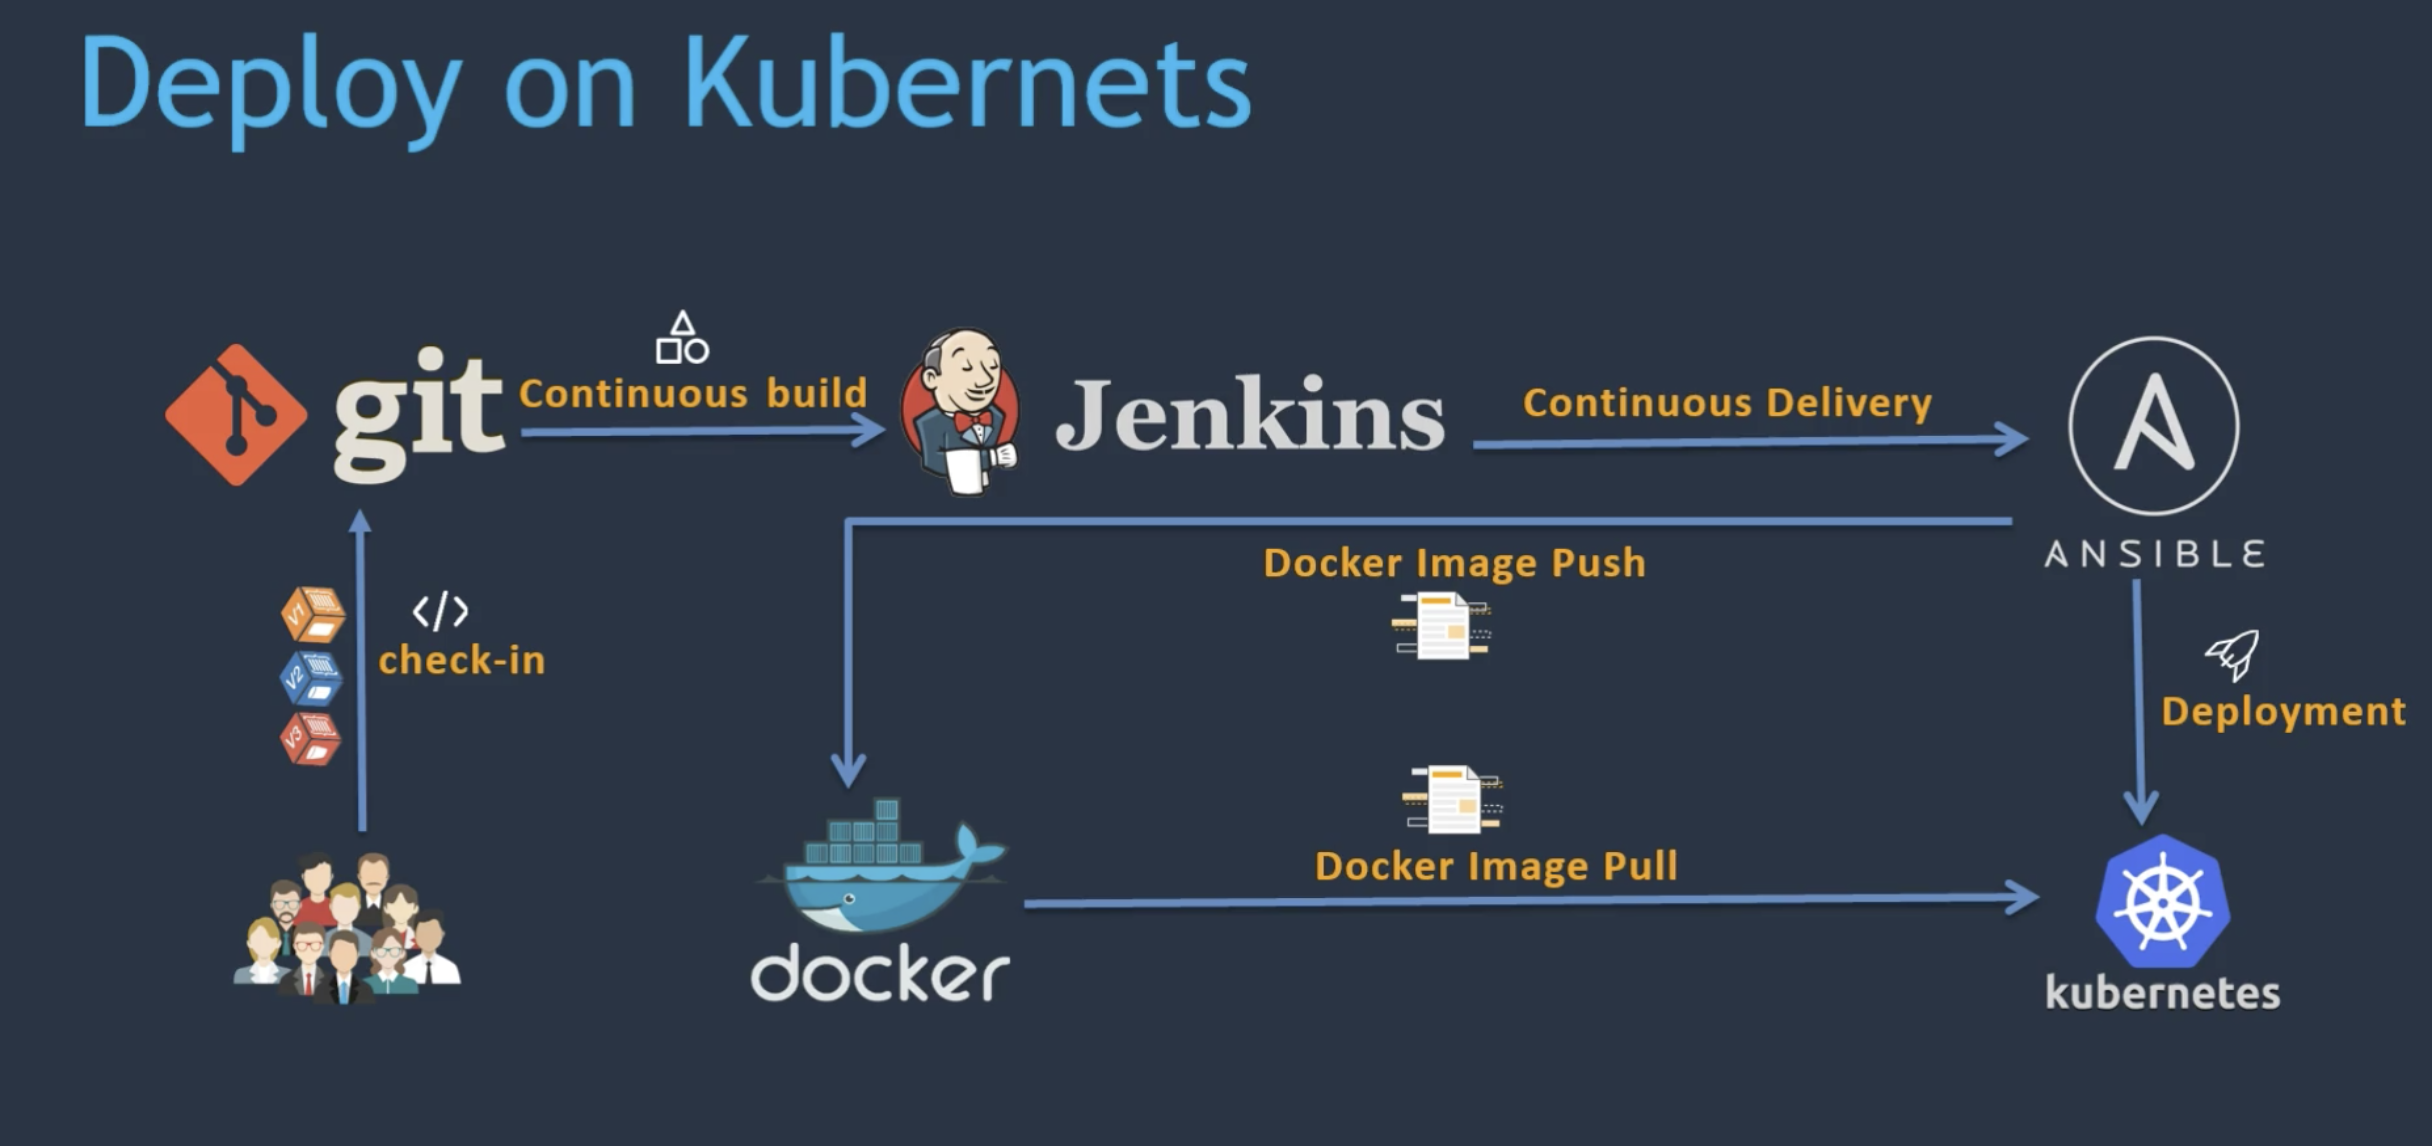 Deploy on Kubernets
git
Continuous build
Jenkins
Continuous Delivery
ANSIBLE
Docker Image Push
V1
V2
V3
</>
check-in
Deployment
Docker Image Pull
docker
kubernetes